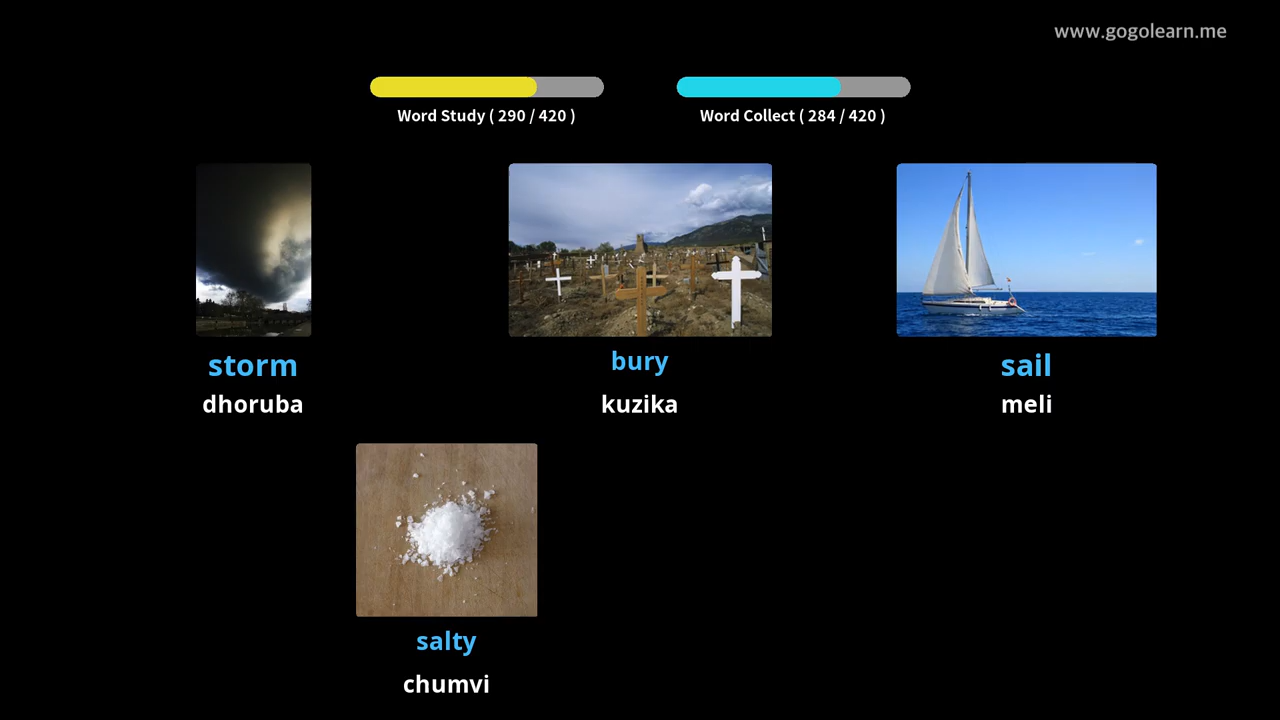 www.gogolearn.me
Word Study ( 290 / 420 )
Word Collect ( 284 / 420 )
storm
dhoruba
bury
kuzika
sail
meli
salty
chumvi